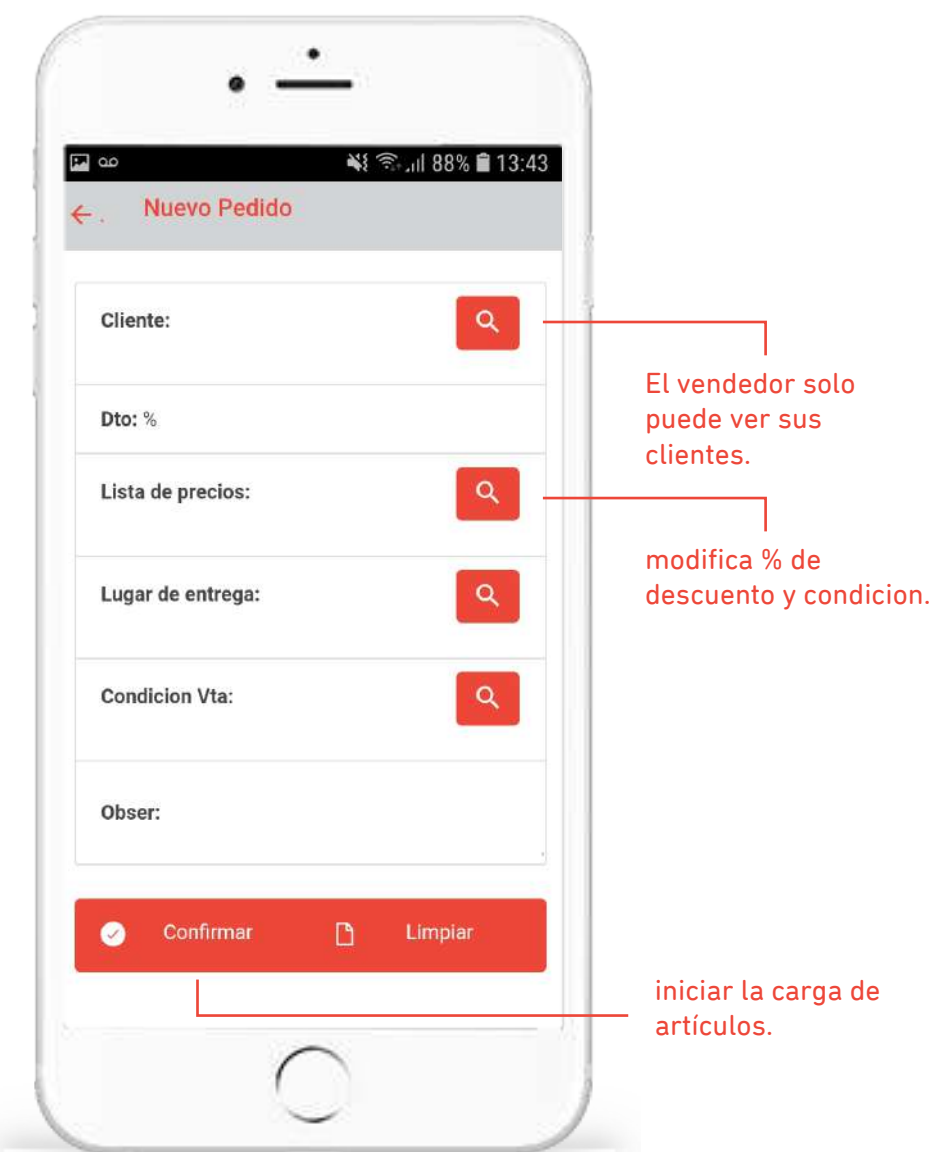 88% 13:43
← . Nuevo Pedido
Cliente:
Dto: %
Lista de precios:
Lugar de entrega:
Condicion Vta:
Obser:
Confirmar Limpiar
El vendedor solo
puede ver sus
clientes.
modifica % de
descuento y condicion.
iniciar la carga de
artículos.